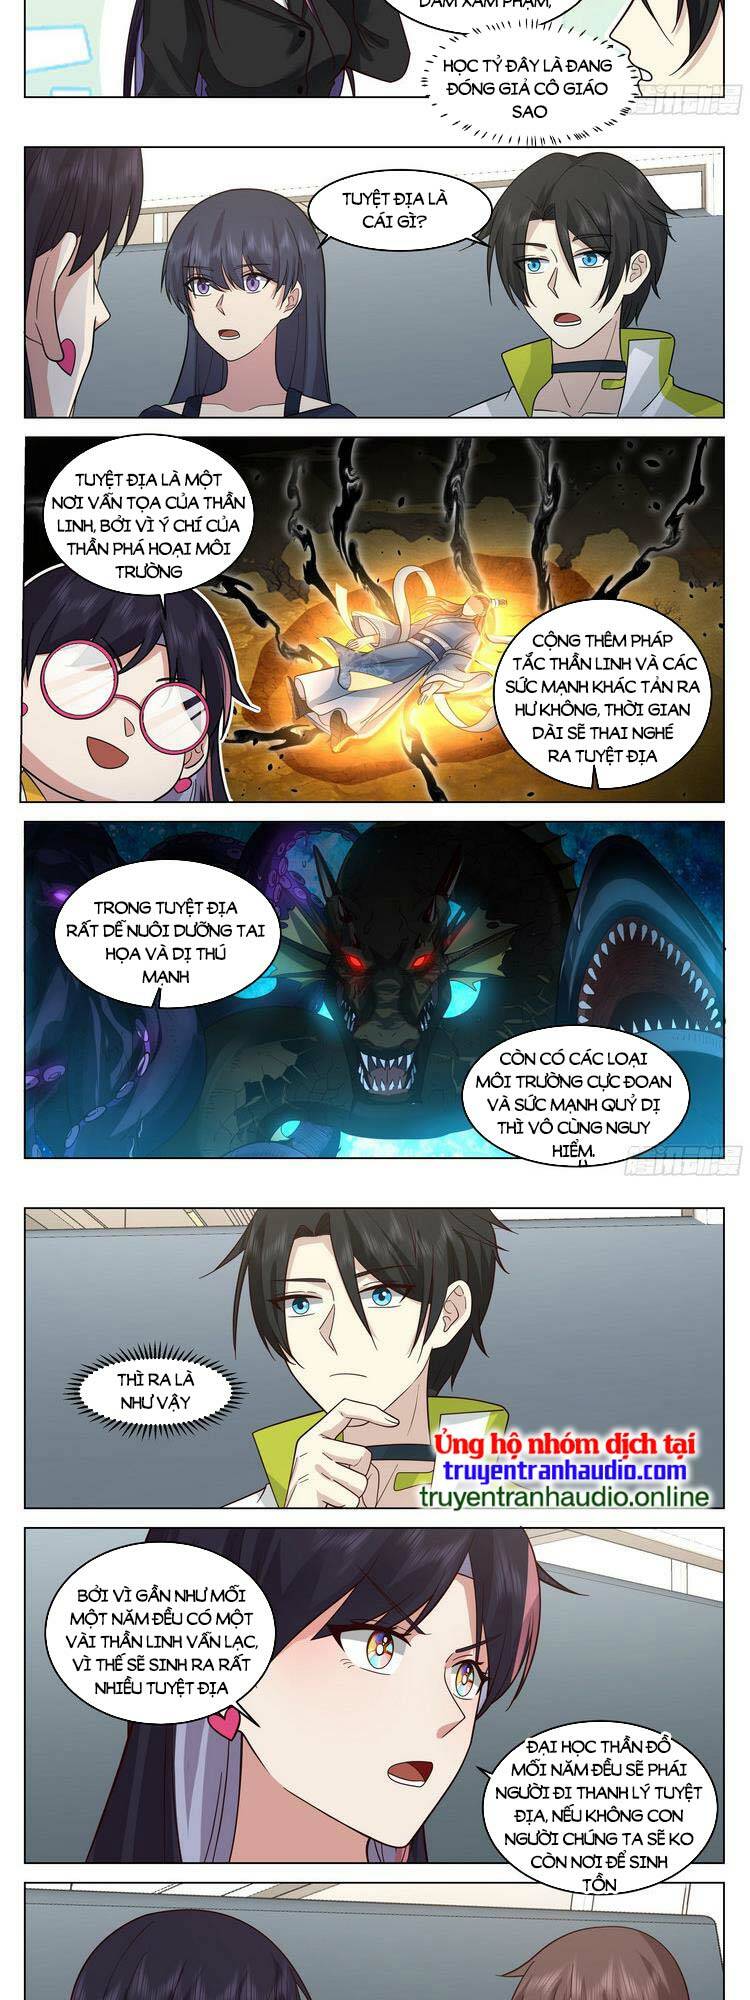 DÁM XÂM PHẠM,
HỌC TỶ ĐÂY LÀ ĐANG
ĐÓNG GIẢ CÔ GIÁO
SAO
TUYỆT ĐỊA LÀ
CÁI GÌ?
TUYỆT ĐỊA LÀ MỘT
NƠI VẪN TỌA CỦA THẦN
LINH, BỞI VÌ Ý CHÍ CỦA
THẦN PHÁ HOẠI MÔI
TRƯỜNG
CỘNG THÊM PHÁP
TẮC THẦN LINH VÀ CÁC
SỨC MẠNH KHÁC TẢN RA
HƯ KHÔNG, THỜI GIAN
DÀI SẼ THAI NGHÉ
RA TUYỆT ĐỊA
TRONG TUYỆT ĐỊA
RẤT DỄ NUÔI DƯỠNG TAI
HỌA VÀ DỊ THÚ
MẠNH
CÒN CÓ CÁC LOẠI
MÔI TRƯỜNG CỰC ĐOAN
VÀ SỨC MẠNH QUỶ DỊ
THÌ VÔ CÙNG NGUY
HIỂM.
THÌ RA LÀ
NHƯ VẬY
Ủng hộ nhóm dịch tại
truyentranhaudio.com
truyentranhaudio.online
BỞI VÌ GẦN NHƯ MỖI
MỘT NĂM ĐỀU CÓ MỘT
VÀI THẦN LINH VẪN LẠC,
VÌ THẾ SẼ SINH RA RẤT
NHIỀU TUYỆT ĐỊA
ĐẠI HỌC THẦN ĐỒ
MỖI NĂM ĐỀU SẼ PHÁI
NGƯỜI ĐI THANH LÝ TUYỆT
ĐỊA, NẾU KHÔNG CON
NGƯỜI CHÚNG TA SẼ KO
CÒN NƠI ĐỂ SINH
TỒN